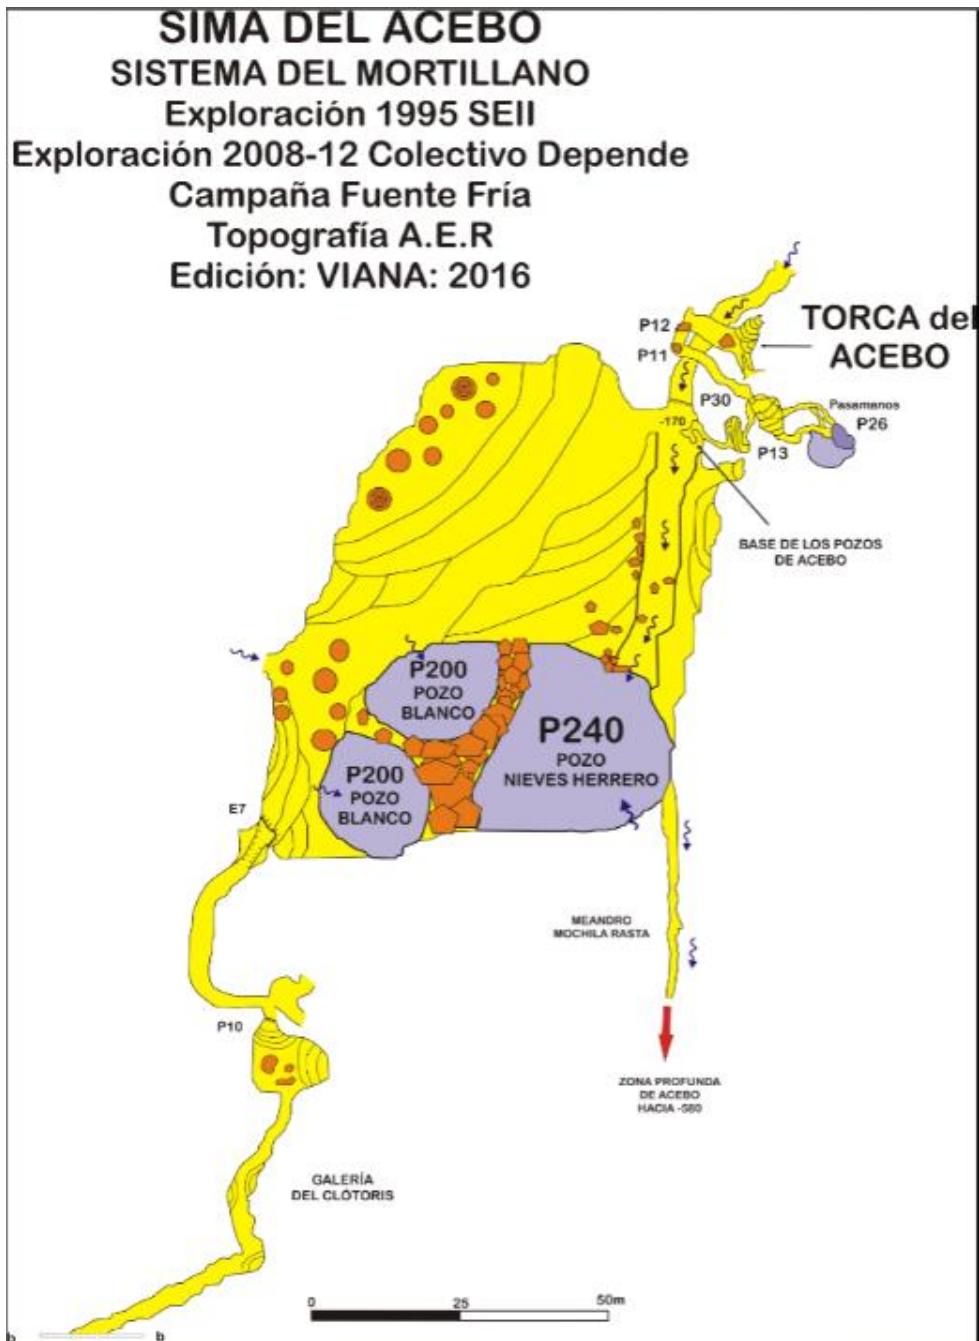 SIMA DEL ACEBO
SISTEMA DEL MORTILLANO
Exploración 1995 SEII
Exploración 2008-12 Colectivo Depende
Campaña Fuente Fría
Topografía A.E.R
Edición: VIANA: 2016
TORCA del
ACEBO
P12
P11
P30
-170
Pasamanos
P26
P13
BASE DE LOS POZOS
DE ACEBO
P200
POZO
BLANCO
P240
POZO
NIEVES HERRERO
P200
POZO
BLANCO
E7
MEANDRO
MOCHILA RASTA
P10
ZONA PROFUNDA
DE ACEBO
HACIA -580
GALERÍA
DEL CLÓTORIS
0 25 50m
b b